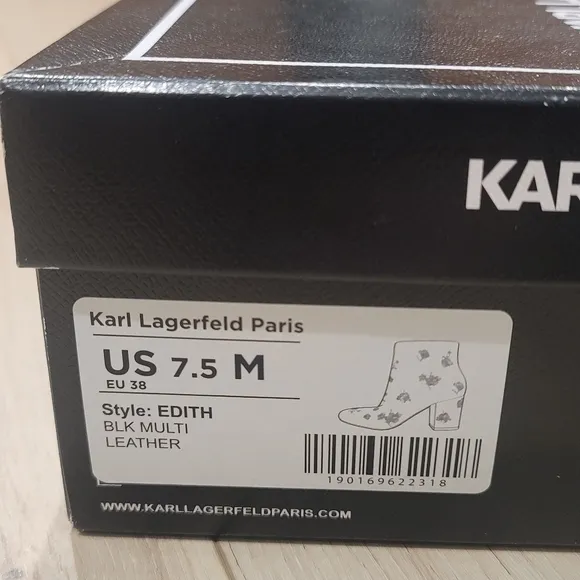 KAR
Karl Lagerfeld Paris
US 7.5 M
EU 38
Style: EDITH
BLK MULTI
LEATHER
190169622318
WWW.KARLLAGERFELDPARIS.COM